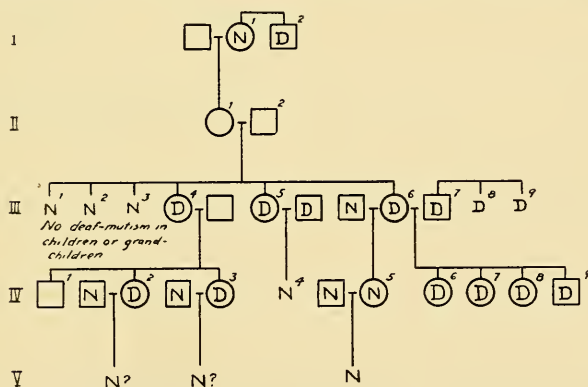 I N 1 D 2
II 1 2
III N 1 N 2 N 3 D 4 D 5 D N D 6 D 7 D 8 D 9
No deaf-mutism in
children or grand-
children
IV 1 N D 2 N D 3 N 4 N N 5 D 6 D 7 D 8 D 9
V N? N? N